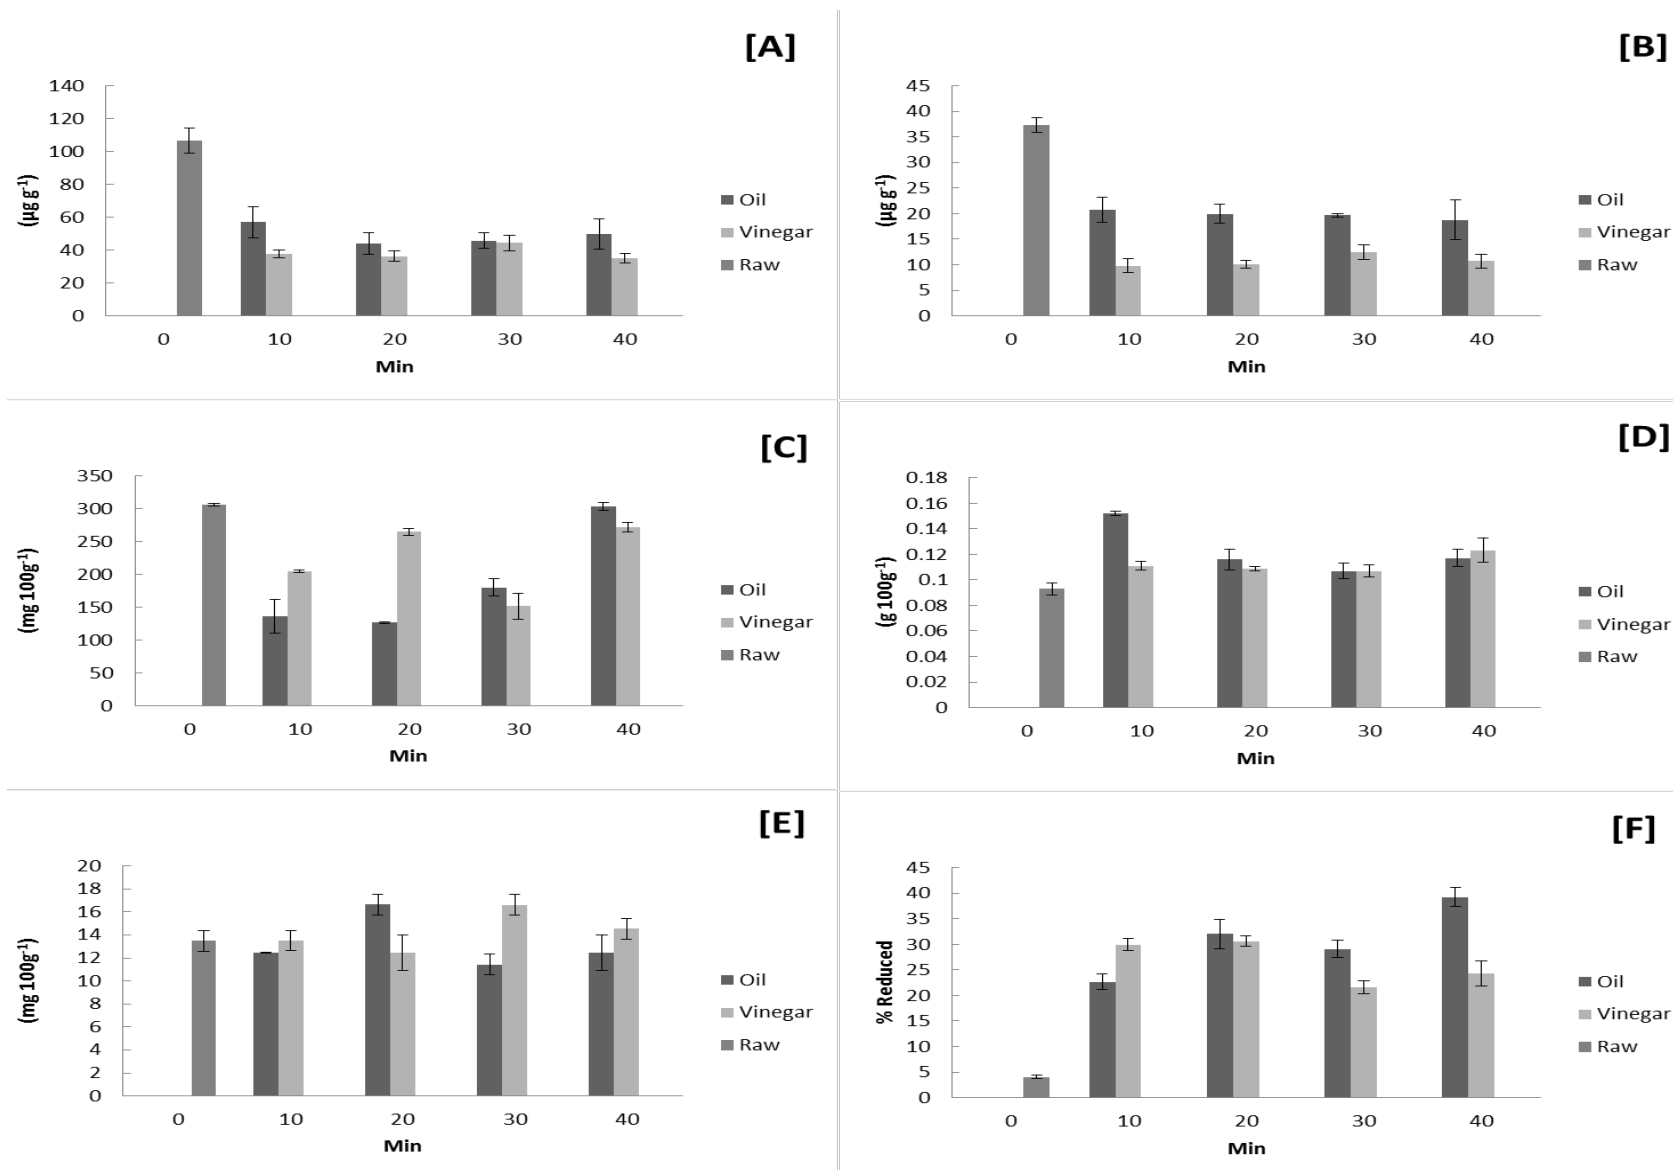 [A]
140
120
100
80
60
40
20
0
(µg g-1)
0 10 20 30 40
Min
Oil
Vinegar
Raw
[B]
45
40
35
30
25
20
15
10
5
0
(µg g-1)
0 10 20 30 40
Min
Oil
Vinegar
Raw
[C]
350
300
250
200
150
100
50
0
(mg 100g-1)
0 10 20 30 40
Min
Oil
Vinegar
Raw
[D]
0.18
0.16
0.14
0.12
0.1
0.08
0.06
0.04
0.02
0
(g 100g-1)
0 10 20 30 40
Min
Oil
Vinegar
Raw
[E]
20
18
16
14
12
10
8
6
4
2
0
(mg 100g-1)
0 10 20 30 40
Min
Oil
Vinegar
Raw
[F]
45
40
35
30
25
20
15
10
5
0
% Reduced
0 10 20 30 40
Min
Oil
Vinegar
Raw